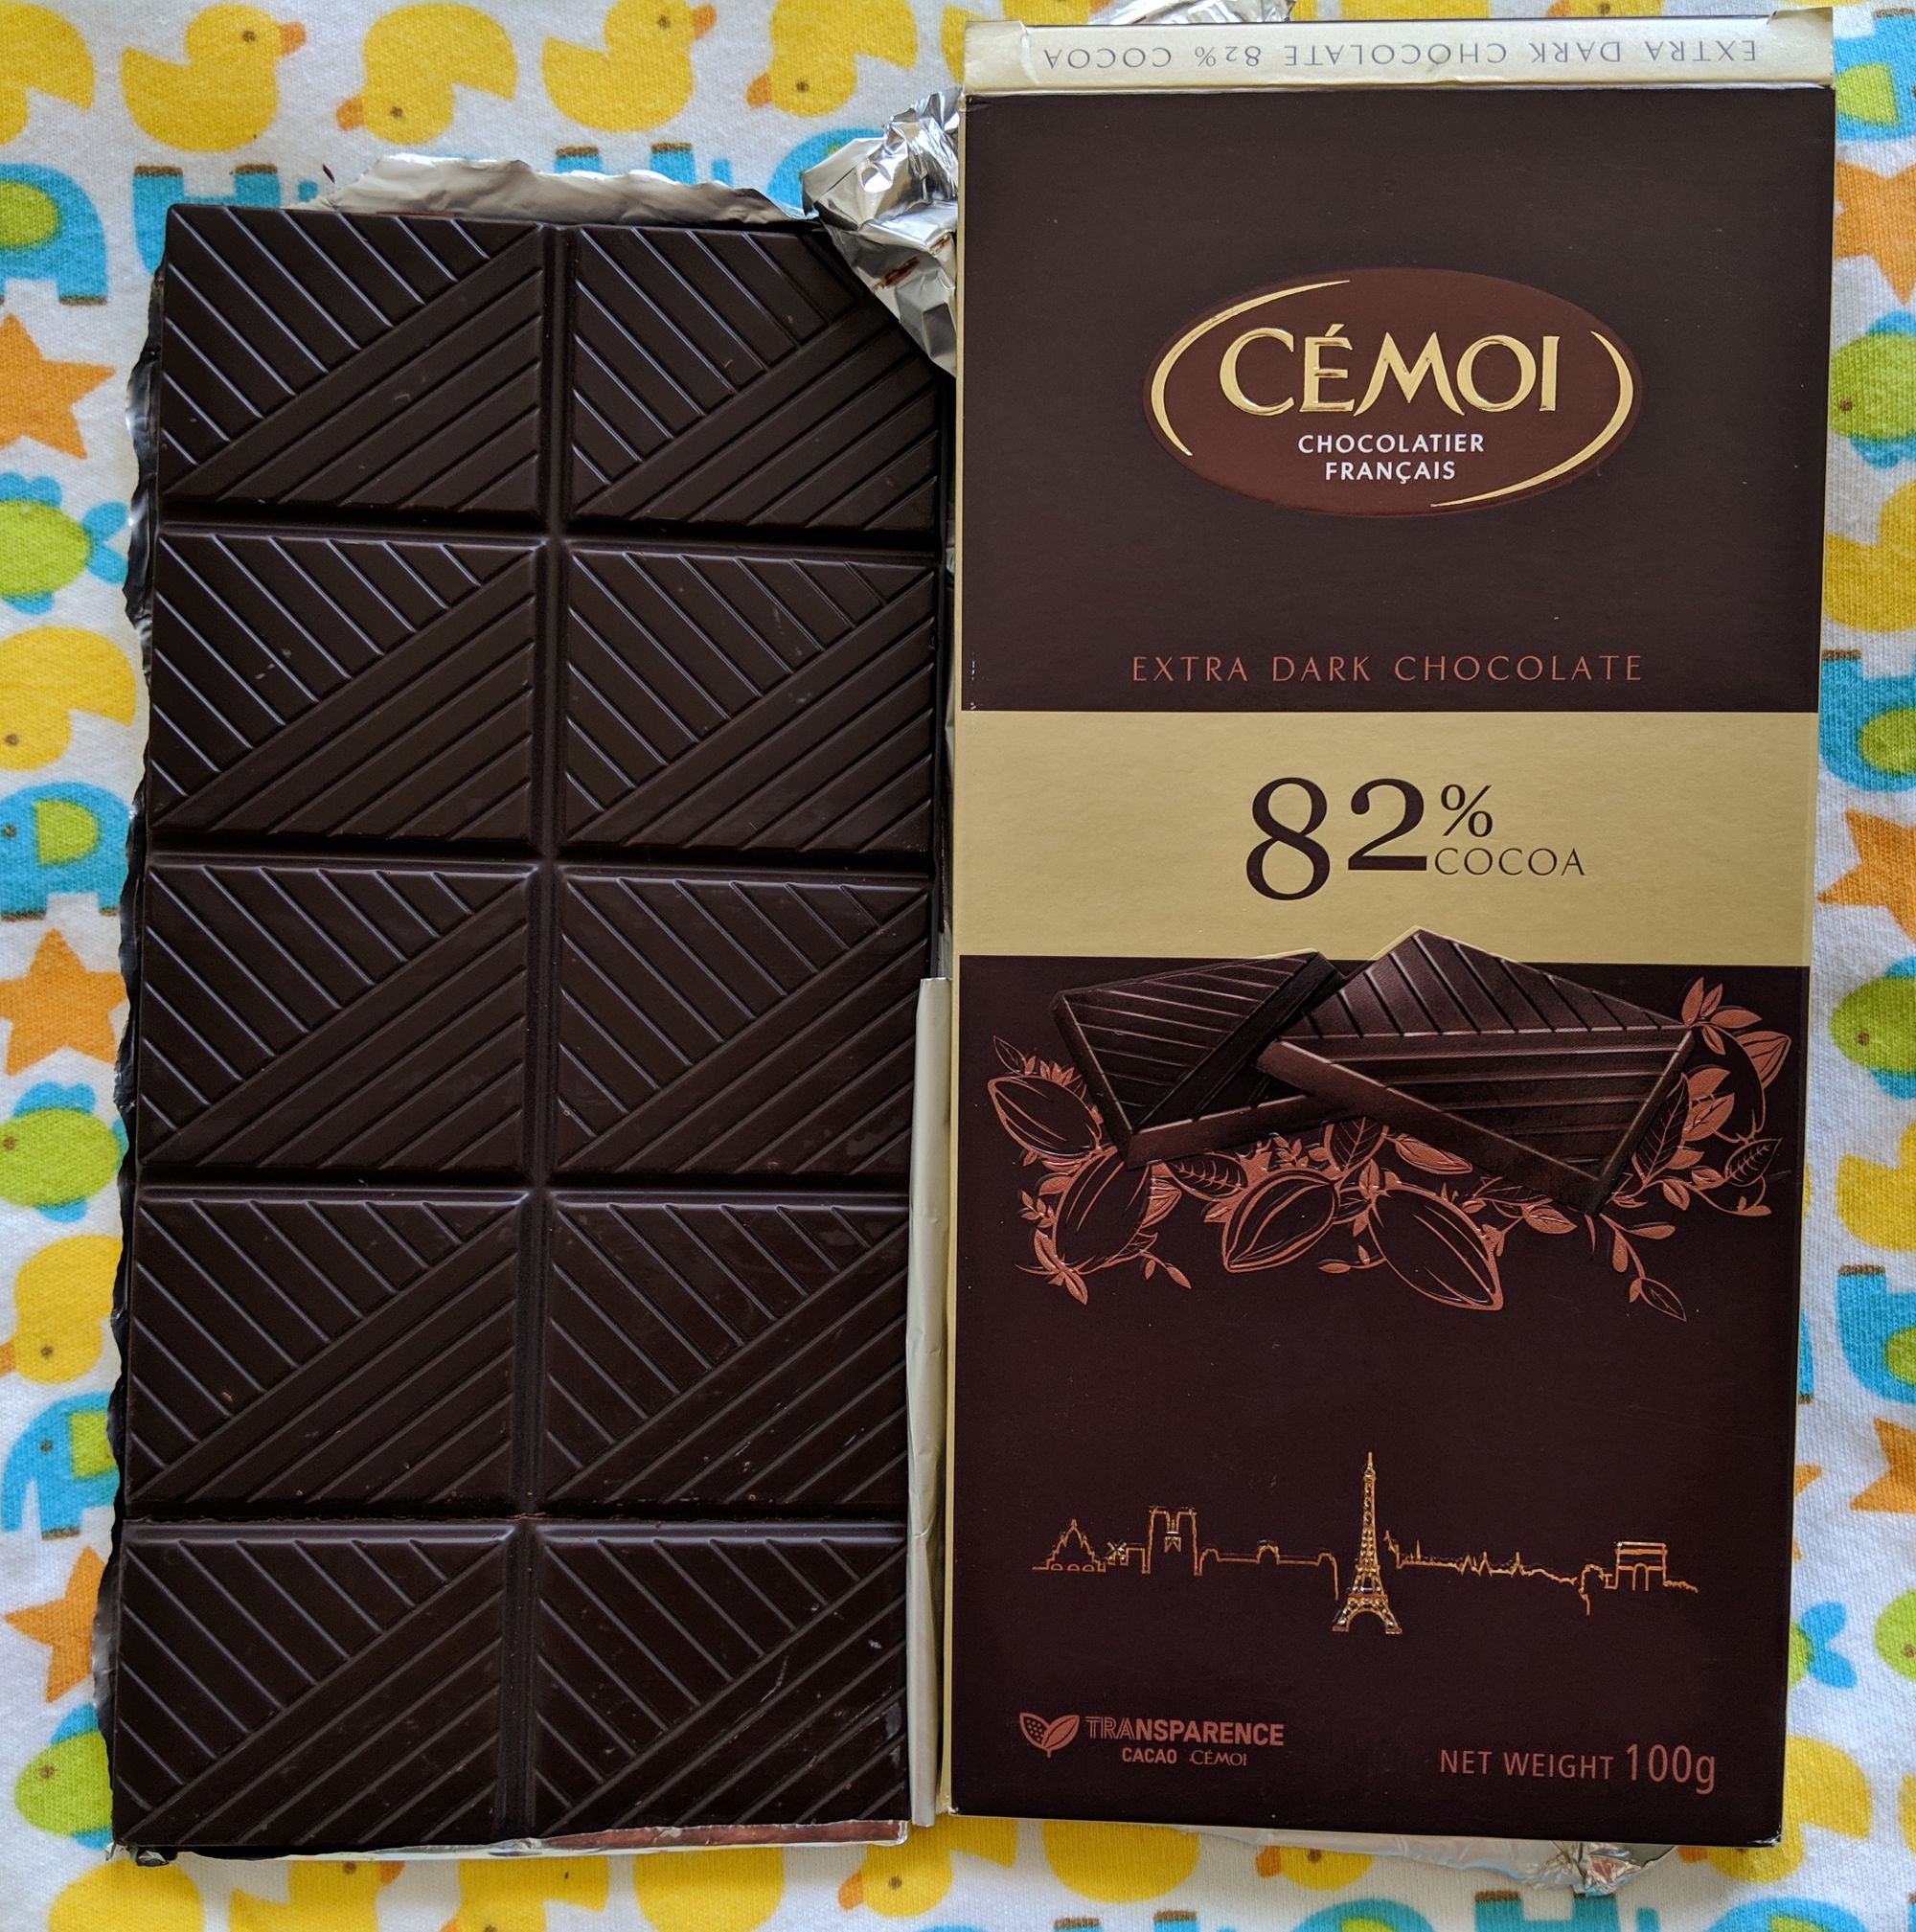 EXTRA DARK CHOCOLATE 82% COCOA
CÉMOI
CHOCOLATIER
FRANÇAIS
EXTRA DARK CHOCOLATE
82%
COCOA
TRANSPARENCE
CACAO CÉMOI
NET WEIGHT 100g